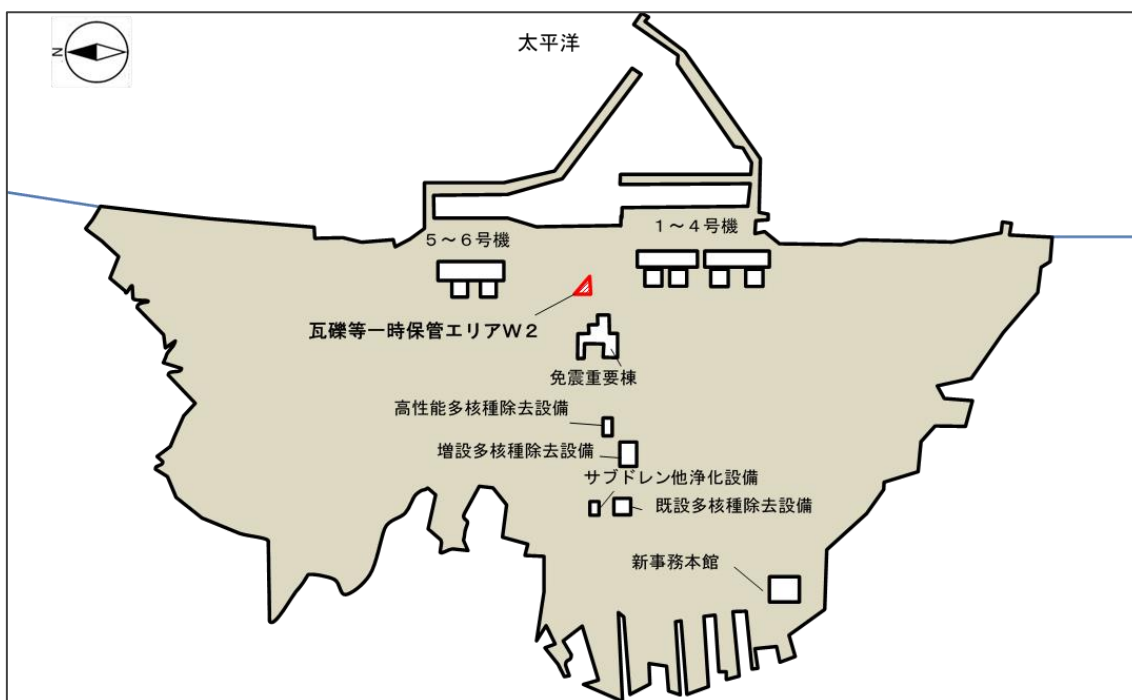 N
太平洋
1～4号機
5～6号機
瓦礫等一時保管エリアW2
免震重要棟
高性能多核種除去設備
増設多核種除去設備
サブドレン他浄化設備
既設多核種除去設備
新事務本館